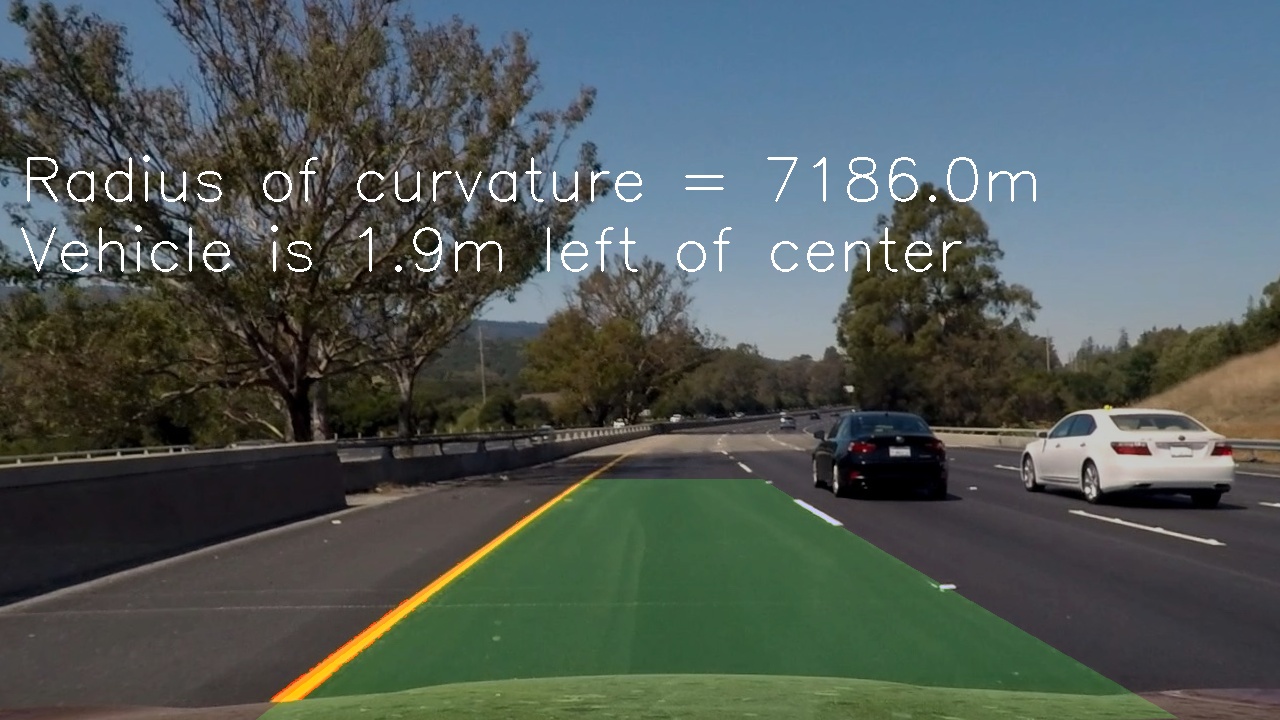 Radius of curvature = 7186.0m
Vehicle is 1.9m left of center